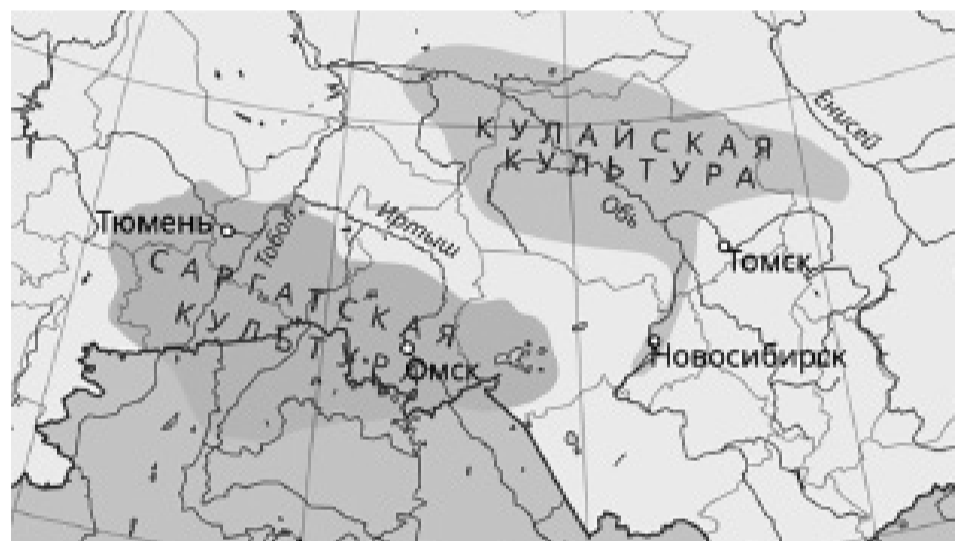 Енисей
КУЛАЙСКАЯ
КУЛЬТУРА
Обь
Иртыш
Тюмень
Тобол
Томск
САРГАТСКАЯ
КУЛЬТУРА
Омск
Новосибирск